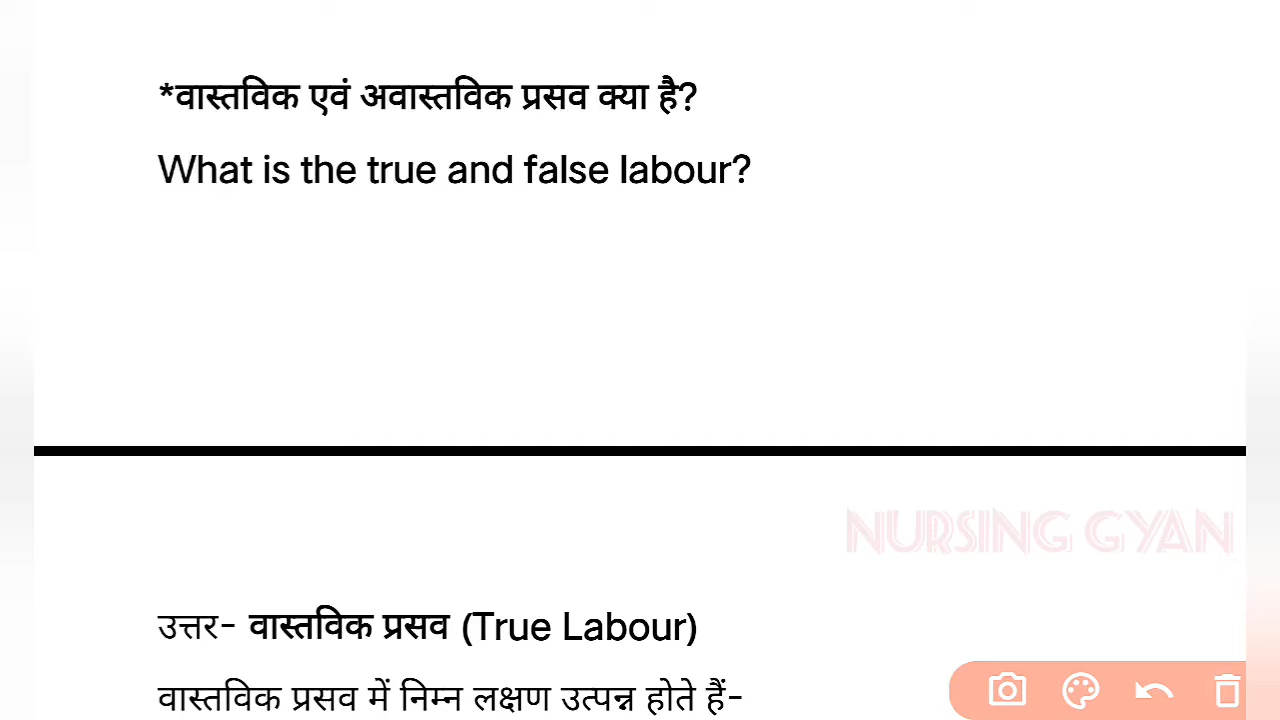 *वास्तविक एवं अवास्तविक प्रसव क्या है?
What is the true and false labour?
NURSING GYAN
उत्तर- वास्तविक प्रसव (True Labour)
वास्तविक प्रसव में निम्न लक्षण उत्पन्न होते हैं-